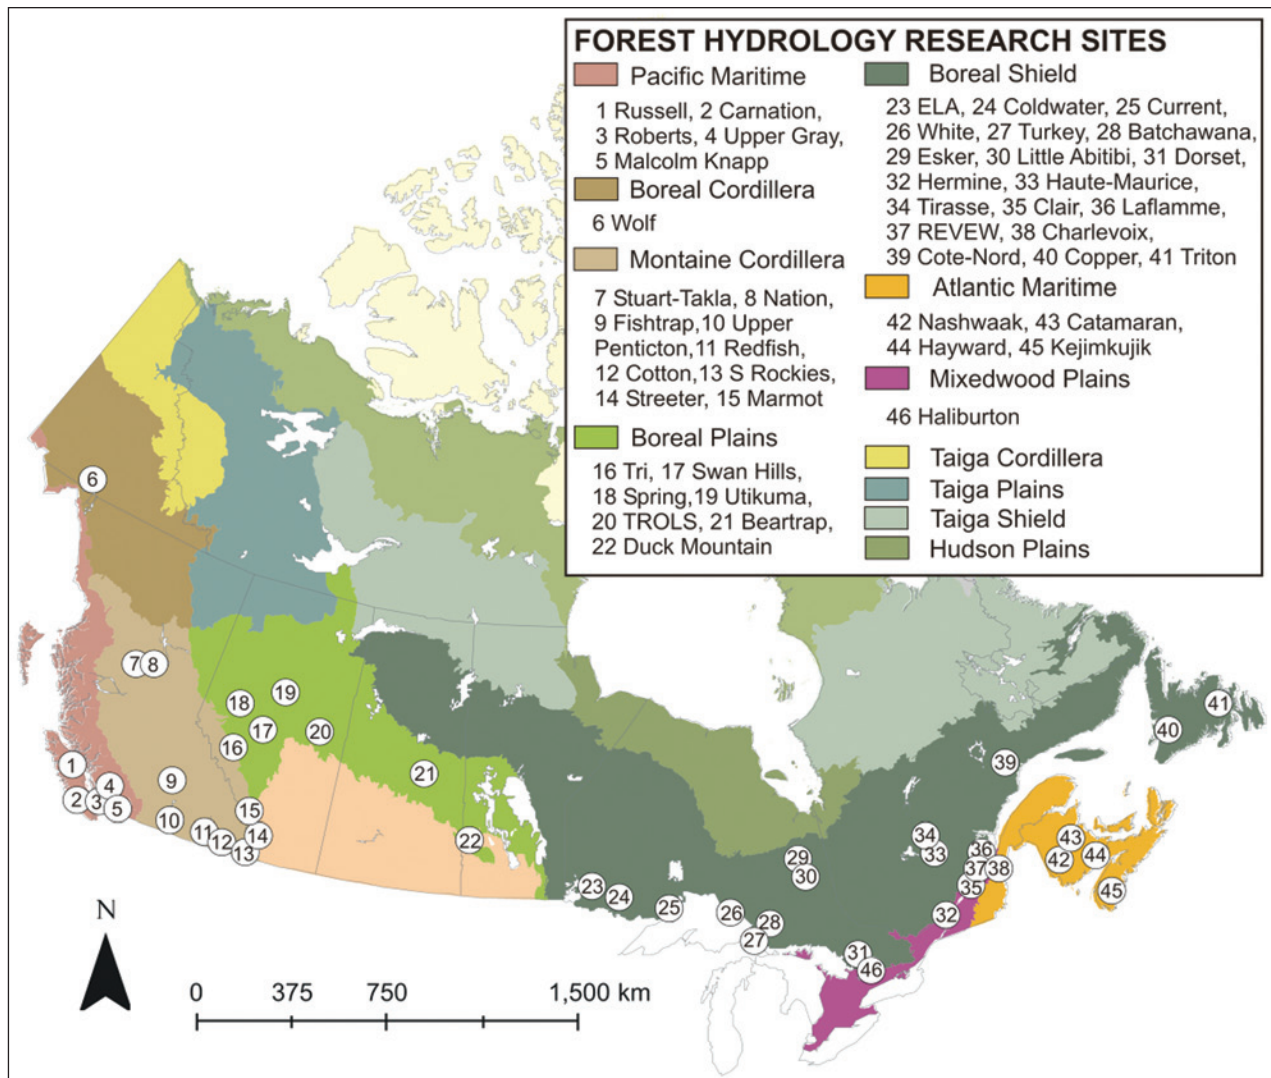 FOREST HYDROLOGY RESEARCH SITES
Pacific Maritime
1 Russell, 2 Carnation,
3 Roberts, 4 Upper Gray,
5 Malcolm Knapp
Boreal Cordillera
6 Wolf
Montaine Cordillera
7 Stuart-Takla, 8 Nation,
9 Fishtrap,10 Upper
Penticton,11 Redfish,
12 Cotton,13 S Rockies,
14 Streeter, 15 Marmot
Boreal Plains
16 Tri, 17 Swan Hills,
18 Spring,19 Utikuma,
20 TROLS, 21 Beartrap,
22 Duck Mountain
Boreal Shield
23 ELA, 24 Coldwater, 25 Current,
26 White, 27 Turkey, 28 Batchawana,
29 Esker, 30 Little Abitibi, 31 Dorset,
32 Hermine, 33 Haute-Maurice,
34 Tirasse, 35 Clair, 36 Laflamme,
37 REVEW, 38 Charlevoix,
39 Cote-Nord, 40 Copper, 41 Triton
Atlantic Maritime
42 Nashwaak, 43 Catamaran,
44 Hayward, 45 Kejimkujik
Mixedwood Plains
46 Haliburton
Taiga Cordillera
Taiga Plains
Taiga Shield
Hudson Plains
6
7 8
18 19
17 20
16
1
2 3 4 5
9
10
11 12 13 14 15
21
22
23 24
25
26
27 28
29
30
31
46
32
33
34
35
36
37 38
39
40
41
42 43
44
45
N
0 375 750 1,500 km